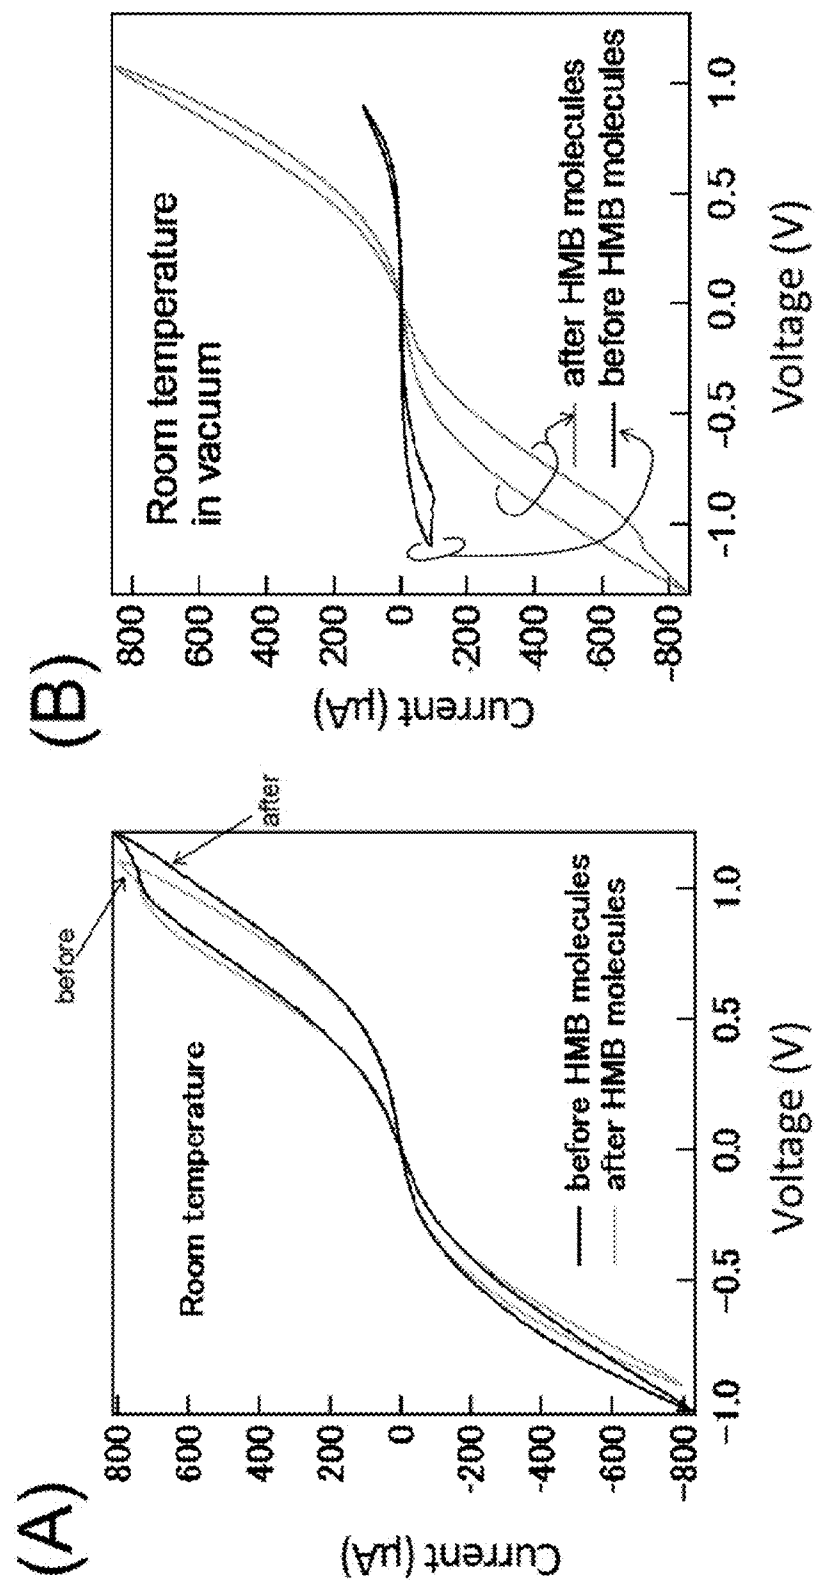 (A)
800
600
400
200
0
-200
-400
-600
-800
Current (µA)
Room temperature
before
after
before HMB molecules
after HMB molecules
−1.0
−0.5
0.0
0.5
1.0
Voltage (V)
(B)
800
600
400
200
0
-200
-400
-600
-800
Current (µA)
Room temperature
in vacuum
after HMB molecules
before HMB molecules
−1.0
−0.5
0.0
0.5
1.0
Voltage (V)